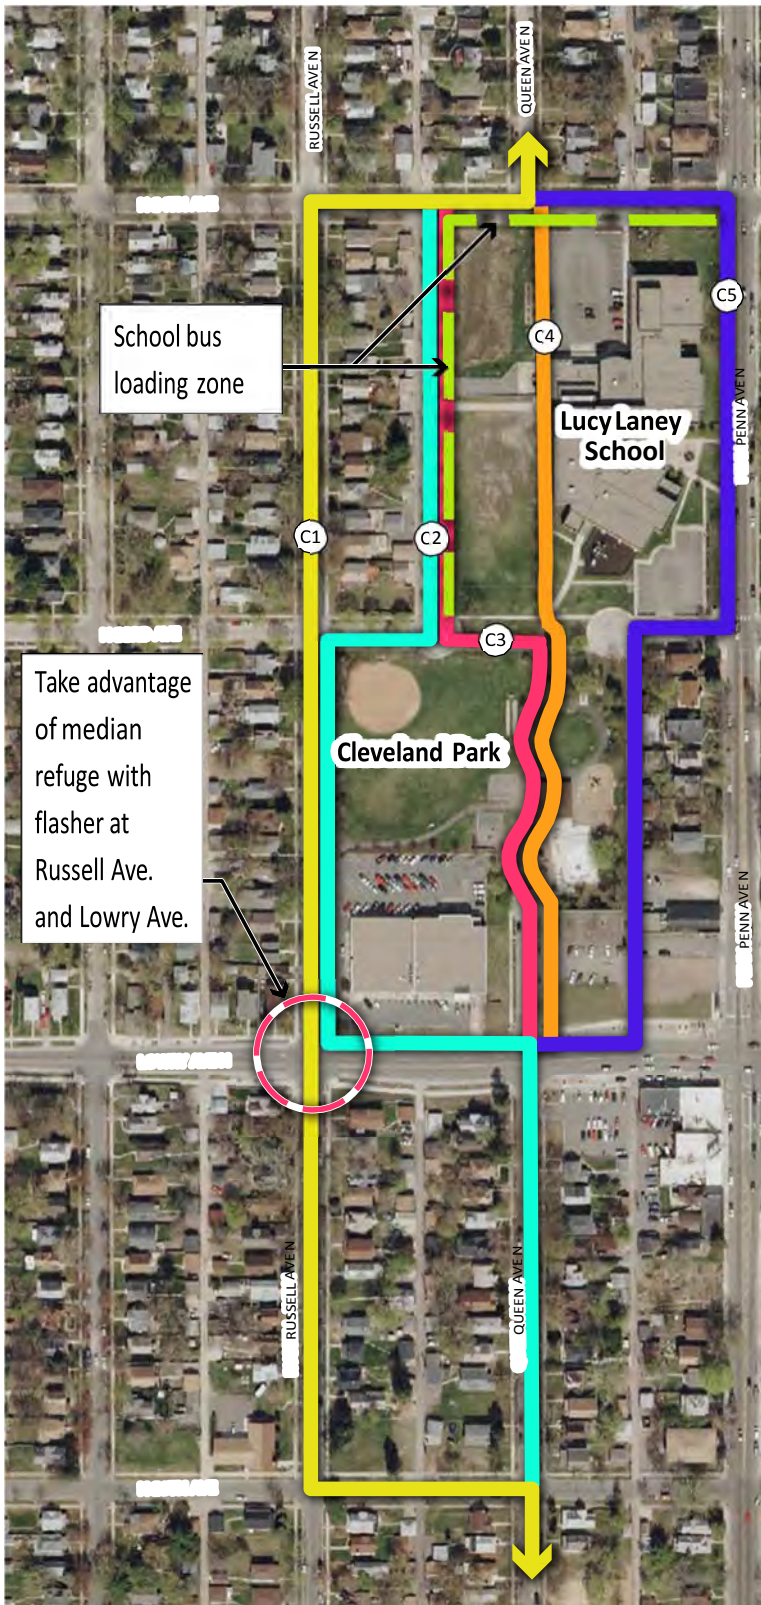 RUSSELL AVE N
QUEEN AVE N
C5
School bus
loading zone
C4
PENN AVE N
Lucy Laney
School
C1
C2
C3
Take advantage
of median
refuge with
flasher at
Russell Ave.
and Lowry Ave.
Cleveland Park
PENN AVE N
RUSSELL AVE N
QUEEN AVE N